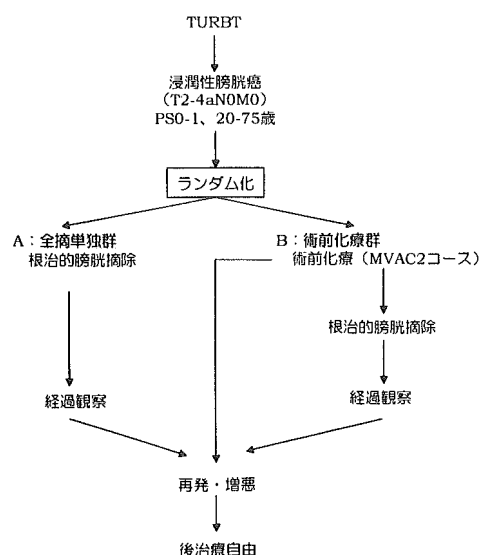 TURBT
浸潤性膀胱癌
(T2-4aN0M0)
PS0-1、20-75歳
ランダム化
A：全摘単独群
根治的膀胱摘除
経過観察
B：術前化療群
術前化療（MVAC2コース）
根治的膀胱摘除
経過観察
再発・増悪
後治療自由